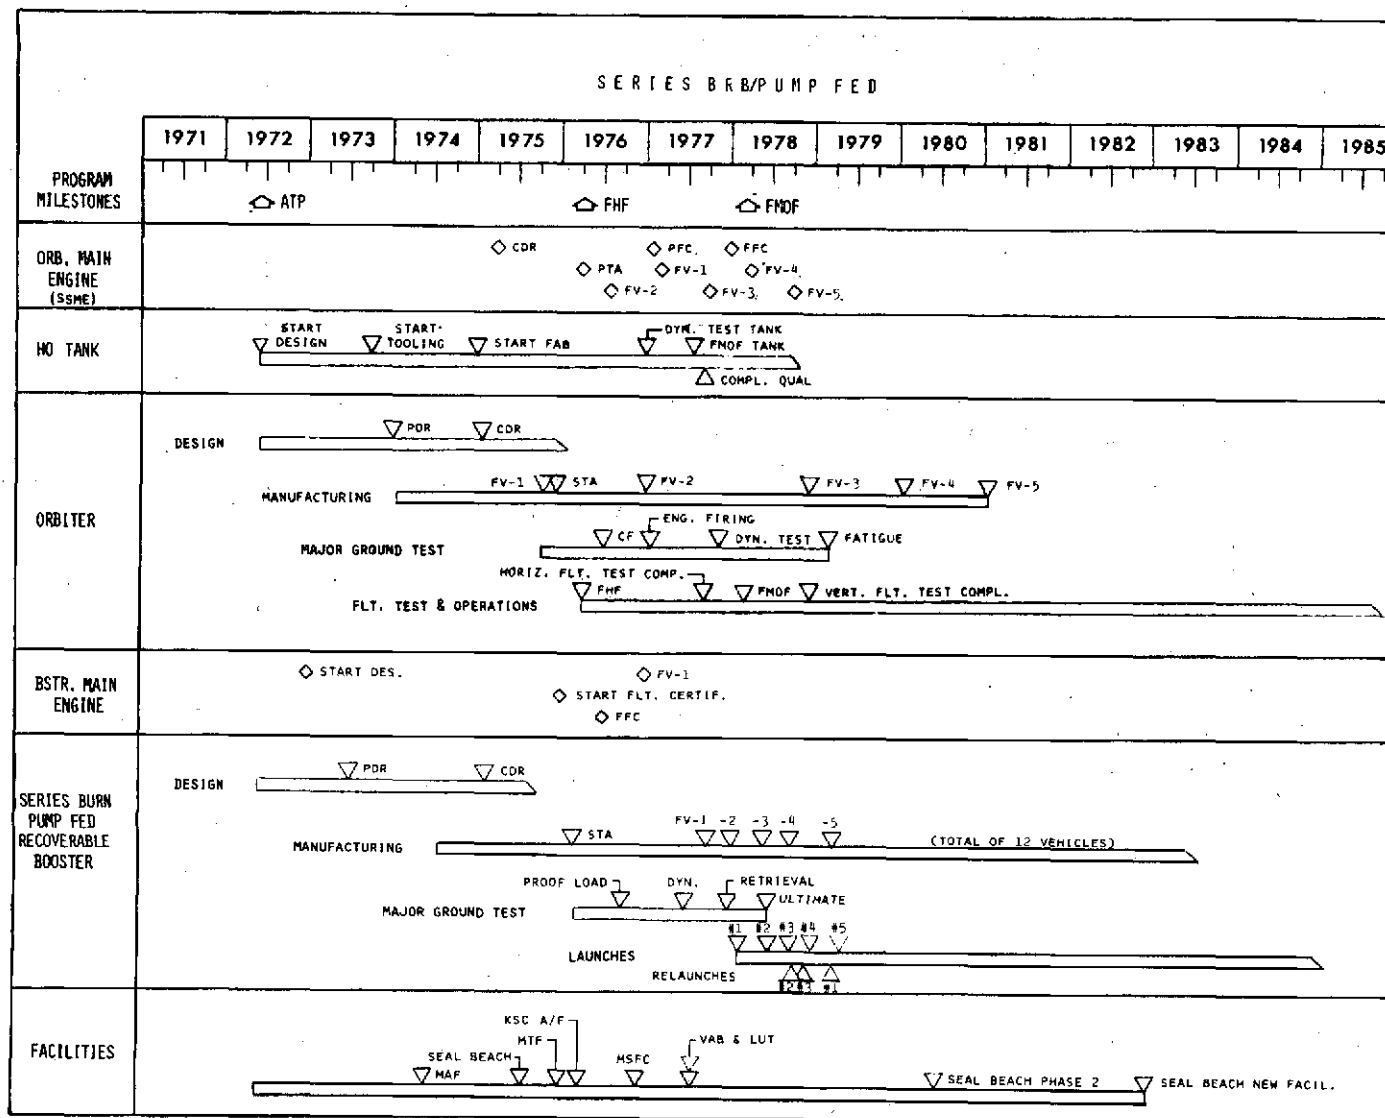 SERIES BRB/PUMP FED
1971 1972 1973 1974 1975 1976 1977 1978 1979 1980 1981 1982 1983 1984 1985
PROGRAM
MILESTONES
ATP FHF FMOF
ORB. MAIN
ENGINE
(SSME)
CDR PFC FFC
PTA FV-1 FV-4
FV-2 FV-3 FV-5
HO TANK
START
DESIGN
START
TOOLING
START FAB
DYN. TEST TANK
FMOF TANK
COMPL. QUAL
ORBITER
DESIGN
PDR CDR
MANUFACTURING
FV-1 STA FV-2 FV-3 FV-4 FV-5
MAJOR GROUND TEST
ENG. FIRING
CF DYN. TEST FATIGUE
FLT. TEST & OPERATIONS
HORIZ. FLT. TEST COMP.
FHF FMOF VERT. FLT. TEST COMPL.
BSTR. MAIN
ENGINE
START DES. FV-1
START FLT. CERTIF.
FFC
SERIES BURN
PUMP FED
RECOVERABLE
BOOSTER
DESIGN
PDR CDR
MANUFACTURING
STA FV-1 -2 -3 -4 -5
(TOTAL OF 12 VEHICLES)
MAJOR GROUND TEST
PROOF LOAD DYN. RETRIEVAL
ULTIMATE
LAUNCHES
#1 #2 #3 #4 #5
RELAUNCHES
#2 #3 #1
FACILITIES
KSC A/F
MTF VAB & LUT
SEAL BEACH MSFC
MAF SEAL BEACH PHASE 2 SEAL BEACH NEW FACIL.